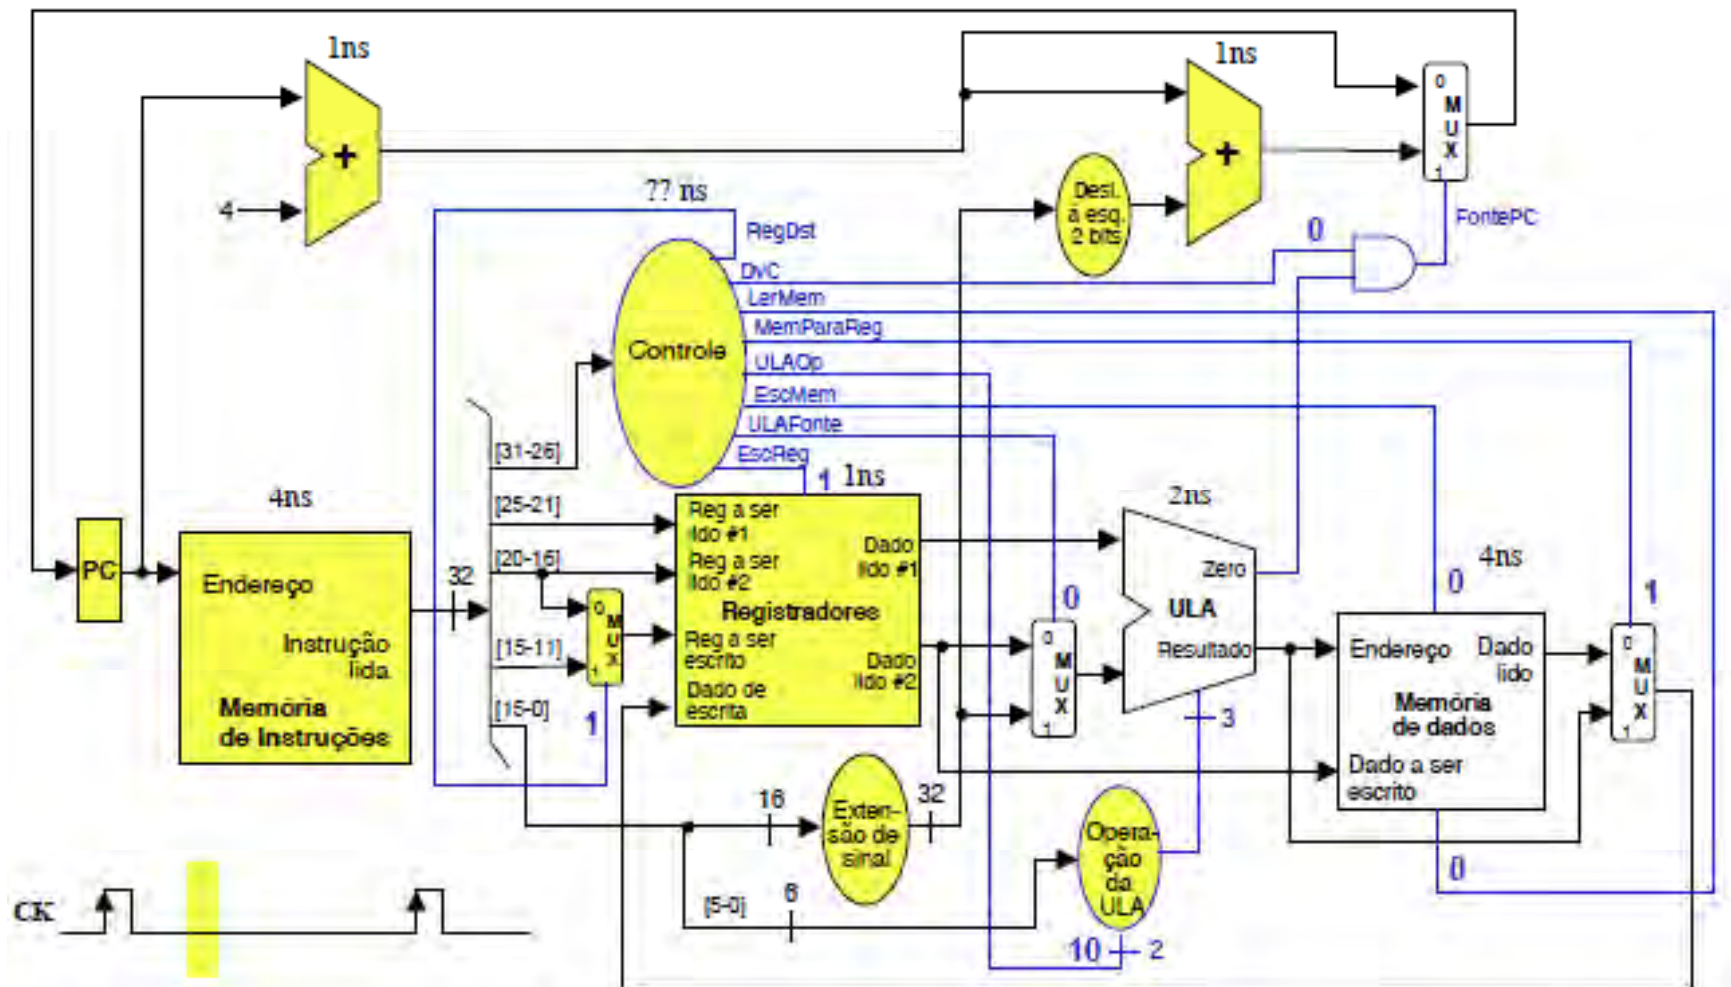 1ns
1ns
0
M
U
X
1
+
+
4
?? ns
Desl.
à esq.
2 bits
0
FontePC
RegDst
DvC
LerMem
MemParaReg
Controle
ULAOp
EscMem
ULAFonte
EscReg
[31-26]
1
1ns
4ns
[25-21]
Reg a ser
lido #1
2ns
[20-16]
Reg a ser
lido #2
Dado
lido #1
PC
Endereço
32
Zero
0
4ns
1
0
M
U
X
1
Registradores
0
ULA
Instrução
lida
[15-11]
Reg a ser
escrito
Dado
lido #2
0
M
U
X
1
Resultado
Endereço
Dado
lido
0
M
U
X
1
Memória
de Instruções
[15-0]
1
Dado de
escrita
3
Memória
de dados
Dado a ser
escrito
16
Exten-
são de
sinal
32
Opera-
ção
da
ULA
0
[5-0]
6
CK
10
2